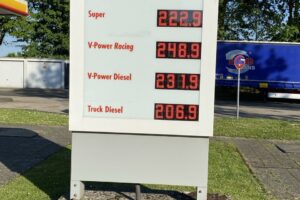 Super 222.9
V-Power Racing 248.9
V-Power Diesel 231.9
Truck Diesel 206.9